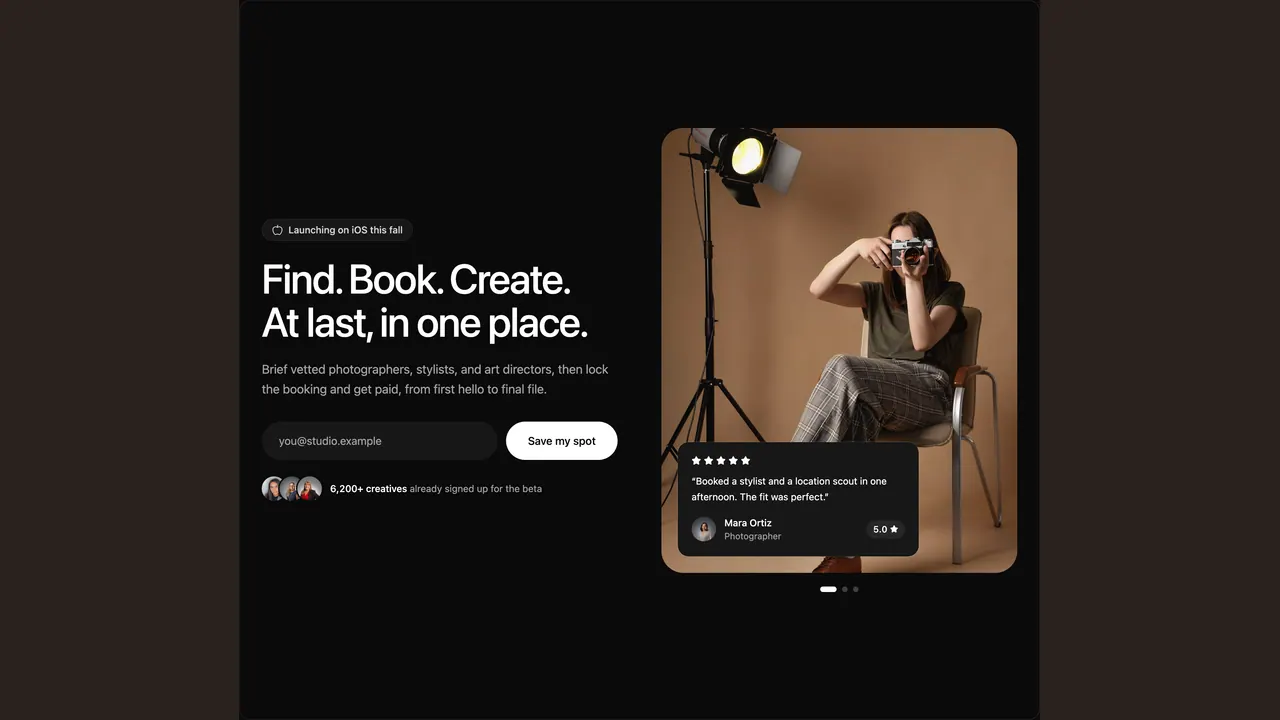 Launching on iOS this fall
Find. Book. Create.
At last, in one place.
Brief vetted photographers, stylists, and art directors, then lock
the booking and get paid, from first hello to final file.
you@studio.example
Save my spot
6,200+ creatives already signed up for the beta
“Booked a stylist and a location scout in one
afternoon. The fit was perfect.”
Mara Ortiz
Photographer
5.0